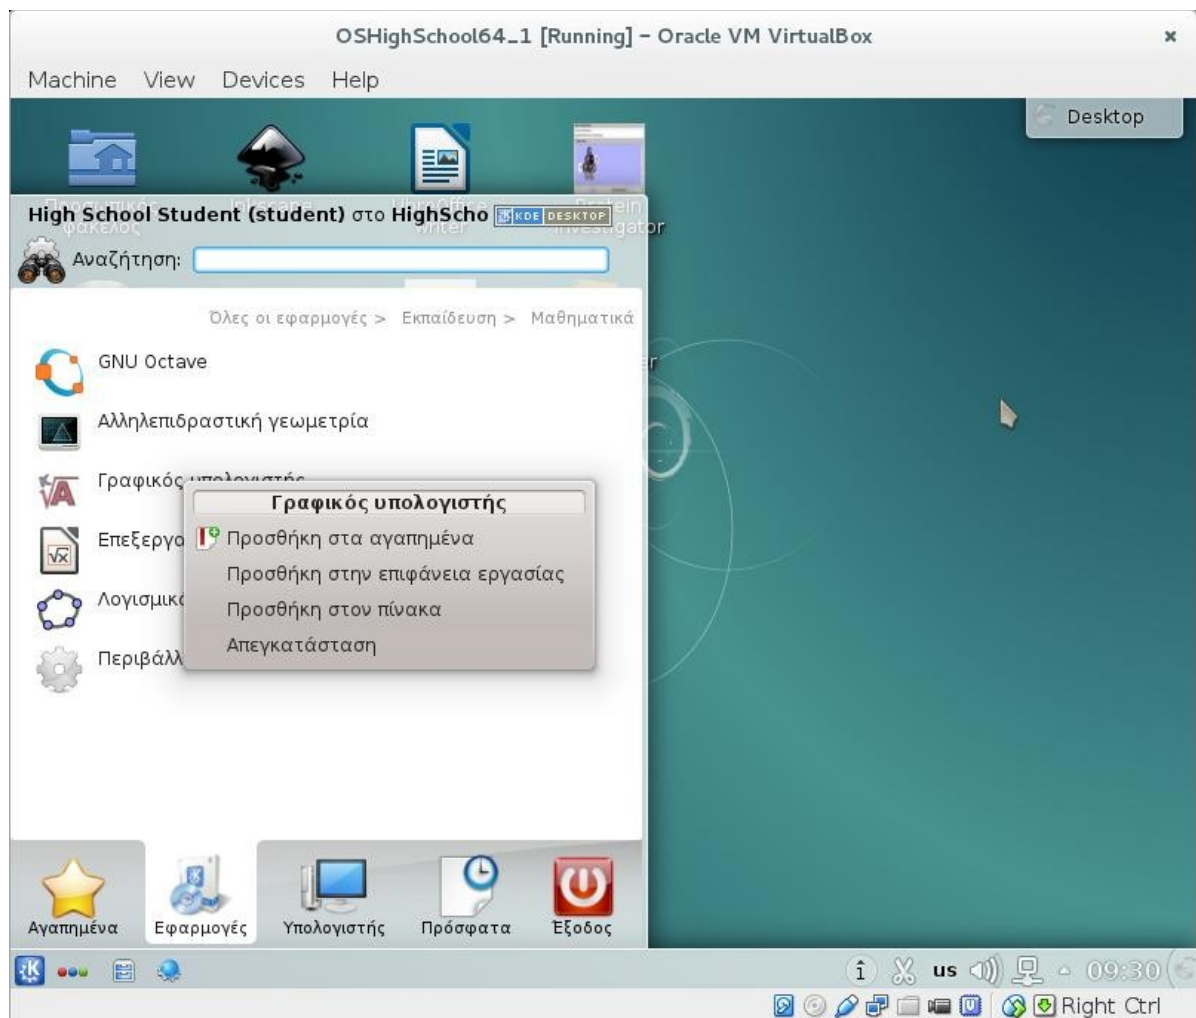 OSHighSchool64_1 [Running] – Oracle VM VirtualBox
Machine View Devices Help
Desktop
High School Student (student) στο HighScho KDE DESKTOP
Αναζήτηση:
Όλες οι εφαρμογές > Εκπαίδευση > Μαθηματικά
GNU Octave
Αλληλεπιδραστική γεωμετρία
Γραφικός υπολογιστής
Γραφικός υπολογιστής
Προσθήκη στα αγαπημένα
Προσθήκη στην επιφάνεια εργασίας
Προσθήκη στον πίνακα
Απεγκατάσταση
Επεξεργα
Λογισμικό
Περιβάλλ
Αγαπημένα Εφαρμογές Υπολογιστής Πρόσφατα Έξοδος
us 09:30
Right Ctrl